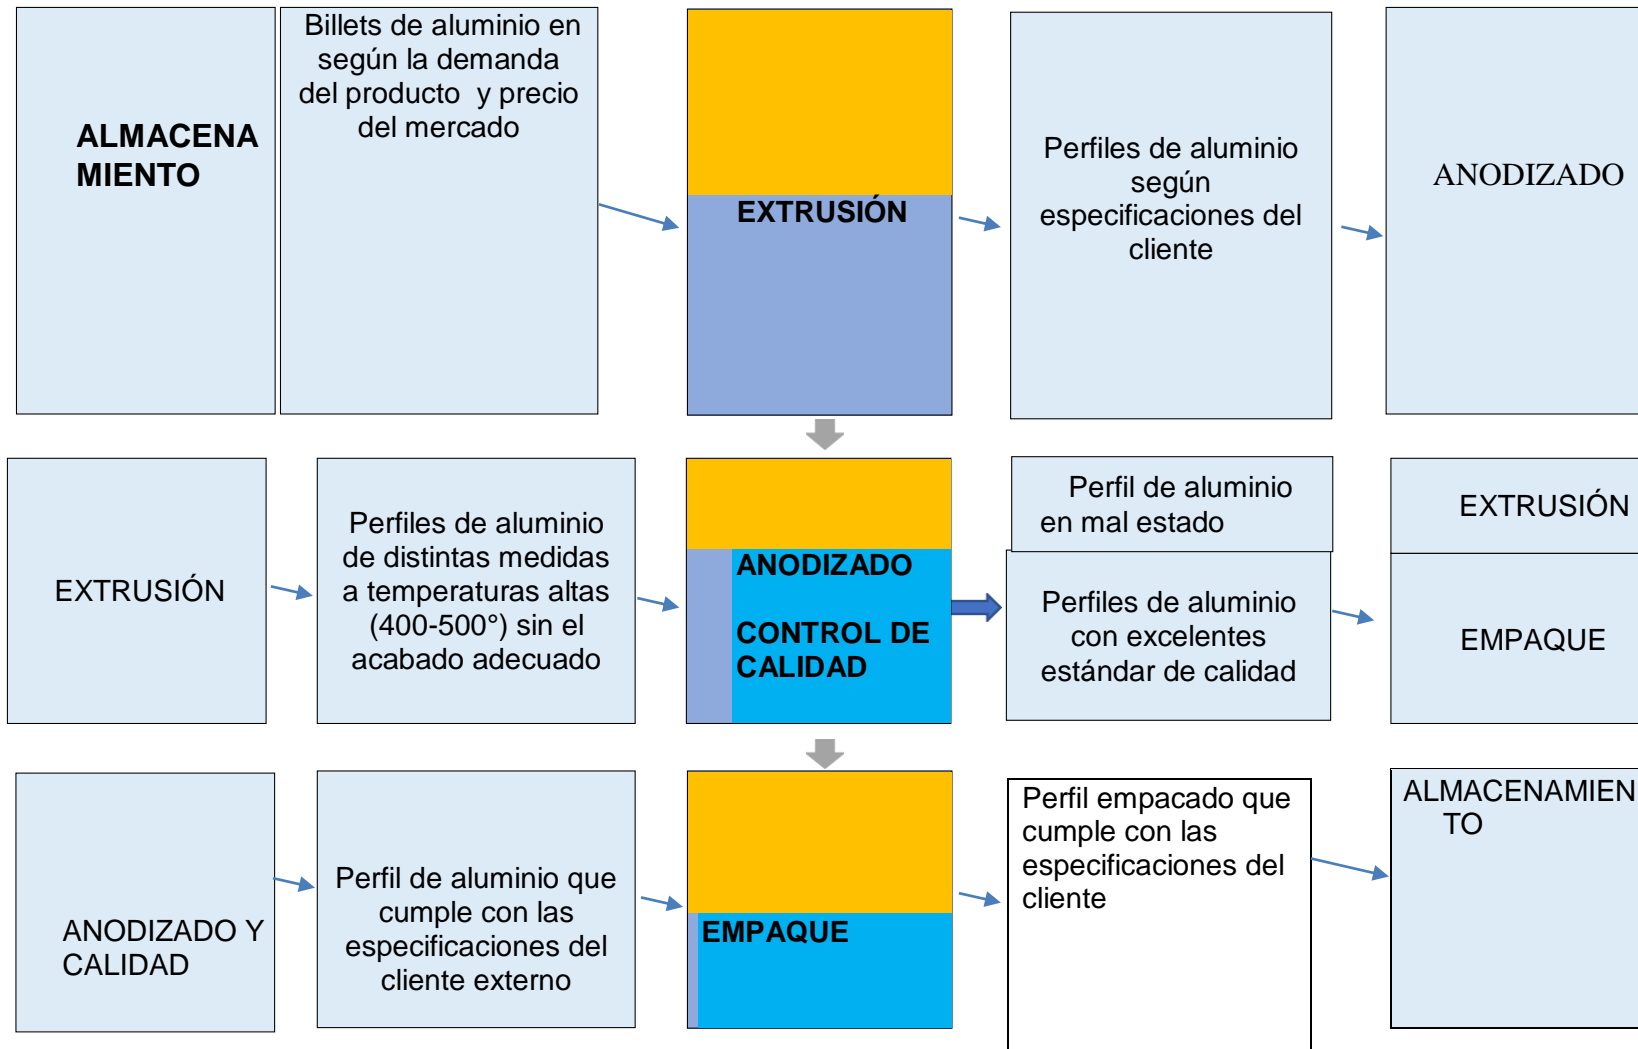 ALMACENA
MIENTO
Billets de aluminio en
según la demanda
del producto y precio
del mercado
EXTRUSIÓN
Perfiles de aluminio
según
especificaciones del
cliente
ANODIZADO
EXTRUSIÓN
Perfiles de aluminio
de distintas medidas
a temperaturas altas
(400-500°) sin el
acabado adecuado
ANODIZADO
CONTROL DE
CALIDAD
Perfil de aluminio
en mal estado
Perfiles de aluminio
con excelentes
estándar de calidad
EXTRUSIÓN
EMPAQUE
ANODIZADO Y
CALIDAD
Perfil de aluminio que
cumple con las
especificaciones del
cliente externo
EMPAQUE
Perfil empacado que
cumple con las
especificaciones del
cliente
ALMACENAMIEN
TO